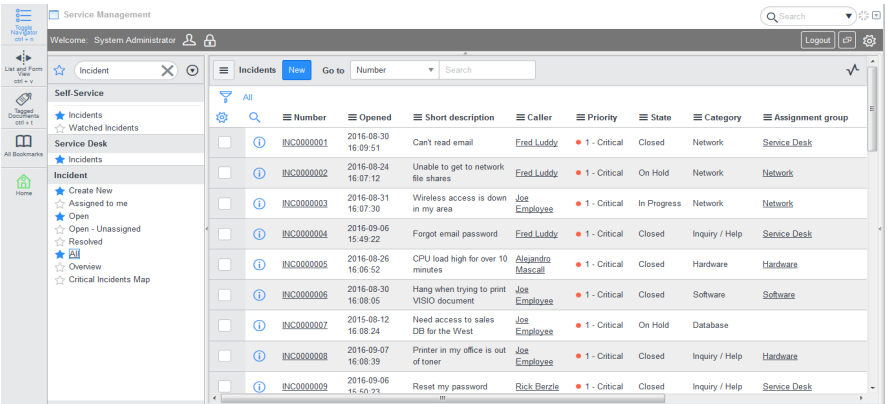 Service Management
Search
Toggle
Navigator
ctrl + n
Welcome: System Administrator
Logout
List and Form
View
ctrl + v
Tagged
Documents
ctrl + t
All Bookmarks
Home
Incident
Self-Service
Incidents
Watched Incidents
Service Desk
Incidents
Incident
Create New
Assigned to me
Open
Open - Unassigned
Resolved
All
Overview
Critical Incidents Map
Incidents New Go to Number Search
All
Number Opened Short description Caller Priority State Category Assignment group
INC0000001 2016-08-30 16:09:51 Can't read email Fred Luddy 1 - Critical Closed Network Service Desk
INC0000002 2016-08-24 16:07:12 Unable to get to network file shares Fred Luddy 1 - Critical On Hold Network Network
INC0000003 2016-08-31 16:07:30 Wireless access is down in my area Joe Employee 1 - Critical In Progress Network Network
INC0000004 2016-09-06 15:49:22 Forgot email password Fred Luddy 1 - Critical Closed Inquiry / Help Service Desk
INC0000005 2016-08-26 16:06:52 CPU load high for over 10 minutes Alejandro Mascall 1 - Critical Closed Hardware Hardware
INC0000006 2016-08-30 16:08:05 Hang when trying to print VISIO document Joe Employee 1 - Critical Closed Software Software
INC0000007 2015-08-12 16:08:24 Need access to sales DB for the West Joe Employee 1 - Critical On Hold Database
INC0000008 2016-09-07 16:08:39 Printer in my office is out of toner Joe Employee 1 - Critical Closed Inquiry / Help Hardware
INC0000009 2016-09-06 15:50:23 Reset my password Rick Berzle 1 - Critical Closed Inquiry / Help Service Desk